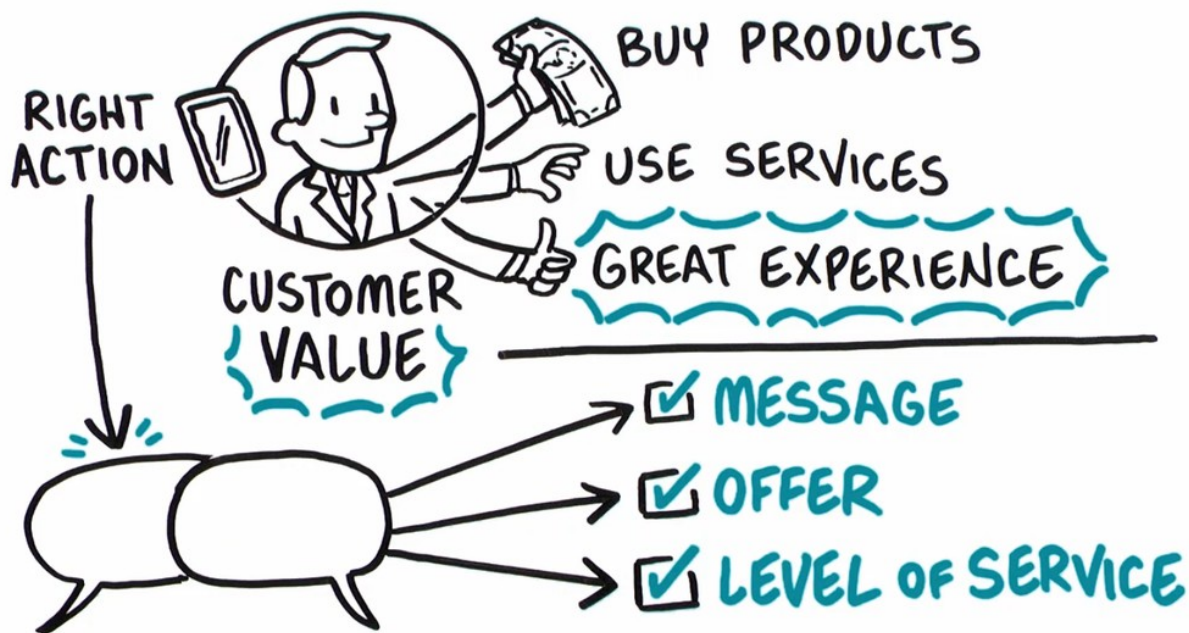 RIGHT
ACTION
BUY PRODUCTS
USE SERVICES
GREAT EXPERIENCE
CUSTOMER
VALUE
MESSAGE
OFFER
LEVEL OF SERVICE